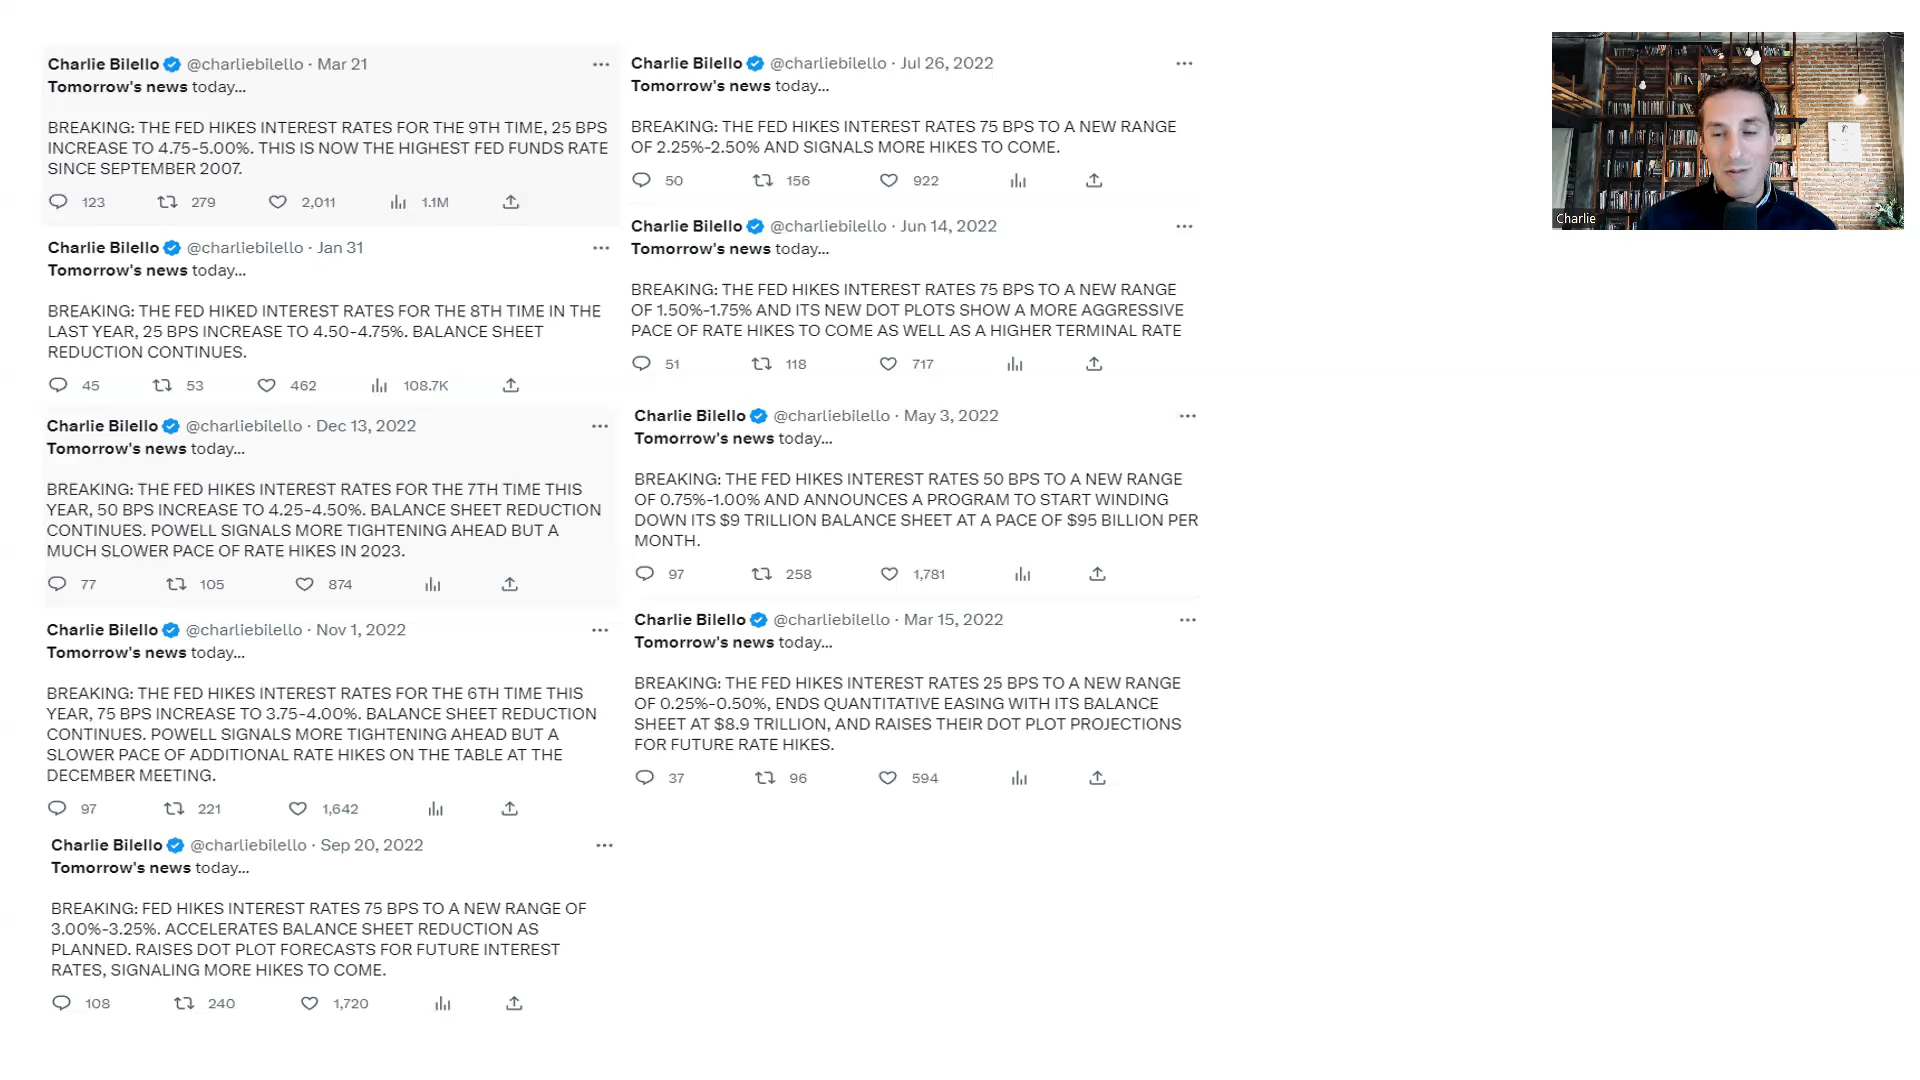 Charlie Bilello @charliebilello · Mar 21
Tomorrow's news today...
BREAKING: THE FED HIKES INTEREST RATES FOR THE 9TH TIME, 25 BPS
INCREASE TO 4.75-5.00%. THIS IS NOW THE HIGHEST FED FUNDS RATE
SINCE SEPTEMBER 2007.
123 279 2,011 1.1M
Charlie Bilello @charliebilello · Jan 31
Tomorrow's news today...
BREAKING: THE FED HIKED INTEREST RATES FOR THE 8TH TIME IN THE
LAST YEAR, 25 BPS INCREASE TO 4.50-4.75%. BALANCE SHEET
REDUCTION CONTINUES.
45 53 462 108.7K
Charlie Bilello @charliebilello · Dec 13, 2022
Tomorrow's news today...
BREAKING: THE FED HIKES INTEREST RATES FOR THE 7TH TIME THIS
YEAR, 50 BPS INCREASE TO 4.25-4.50%. BALANCE SHEET REDUCTION
CONTINUES. POWELL SIGNALS MORE TIGHTENING AHEAD BUT A
MUCH SLOWER PACE OF RATE HIKES IN 2023.
77 105 874
Charlie Bilello @charliebilello · Nov 1, 2022
Tomorrow's news today...
BREAKING: THE FED HIKES INTEREST RATES FOR THE 6TH TIME THIS
YEAR, 75 BPS INCREASE TO 3.75-4.00%. BALANCE SHEET REDUCTION
CONTINUES. POWELL SIGNALS MORE TIGHTENING AHEAD BUT A
SLOWER PACE OF ADDITIONAL RATE HIKES ON THE TABLE AT THE
DECEMBER MEETING.
97 221 1,642
Charlie Bilello @charliebilello · Sep 20, 2022
Tomorrow's news today...
BREAKING: FED HIKES INTEREST RATES 75 BPS TO A NEW RANGE OF
3.00%-3.25%. ACCELERATES BALANCE SHEET REDUCTION AS
PLANNED. RAISES DOT PLOT FORECASTS FOR FUTURE INTEREST
RATES, SIGNALING MORE HIKES TO COME.
108 240 1,720
Charlie Bilello @charliebilello · Jul 26, 2022
Tomorrow's news today...
BREAKING: THE FED HIKES INTEREST RATES 75 BPS TO A NEW RANGE
OF 2.25%-2.50% AND SIGNALS MORE HIKES TO COME.
50 156 922
Charlie Bilello @charliebilello · Jun 14, 2022
Tomorrow's news today...
BREAKING: THE FED HIKES INTEREST RATES 75 BPS TO A NEW RANGE
OF 1.50%-1.75% AND ITS NEW DOT PLOTS SHOW A MORE AGGRESSIVE
PACE OF RATE HIKES TO COME AS WELL AS A HIGHER TERMINAL RATE
51 118 717
Charlie Bilello @charliebilello · May 3, 2022
Tomorrow's news today...
BREAKING: THE FED HIKES INTEREST RATES 50 BPS TO A NEW RANGE
OF 0.75%-1.00% AND ANNOUNCES A PROGRAM TO START WINDING
DOWN ITS $9 TRILLION BALANCE SHEET AT A PACE OF $95 BILLION PER
MONTH.
97 258 1,781
Charlie Bilello @charliebilello · Mar 15, 2022
Tomorrow's news today...
BREAKING: THE FED HIKES INTEREST RATES 25 BPS TO A NEW RANGE
OF 0.25%-0.50%, ENDS QUANTITATIVE EASING WITH ITS BALANCE
SHEET AT $8.9 TRILLION, AND RAISES THEIR DOT PLOT PROJECTIONS
FOR FUTURE RATE HIKES.
37 96 594
Charlie